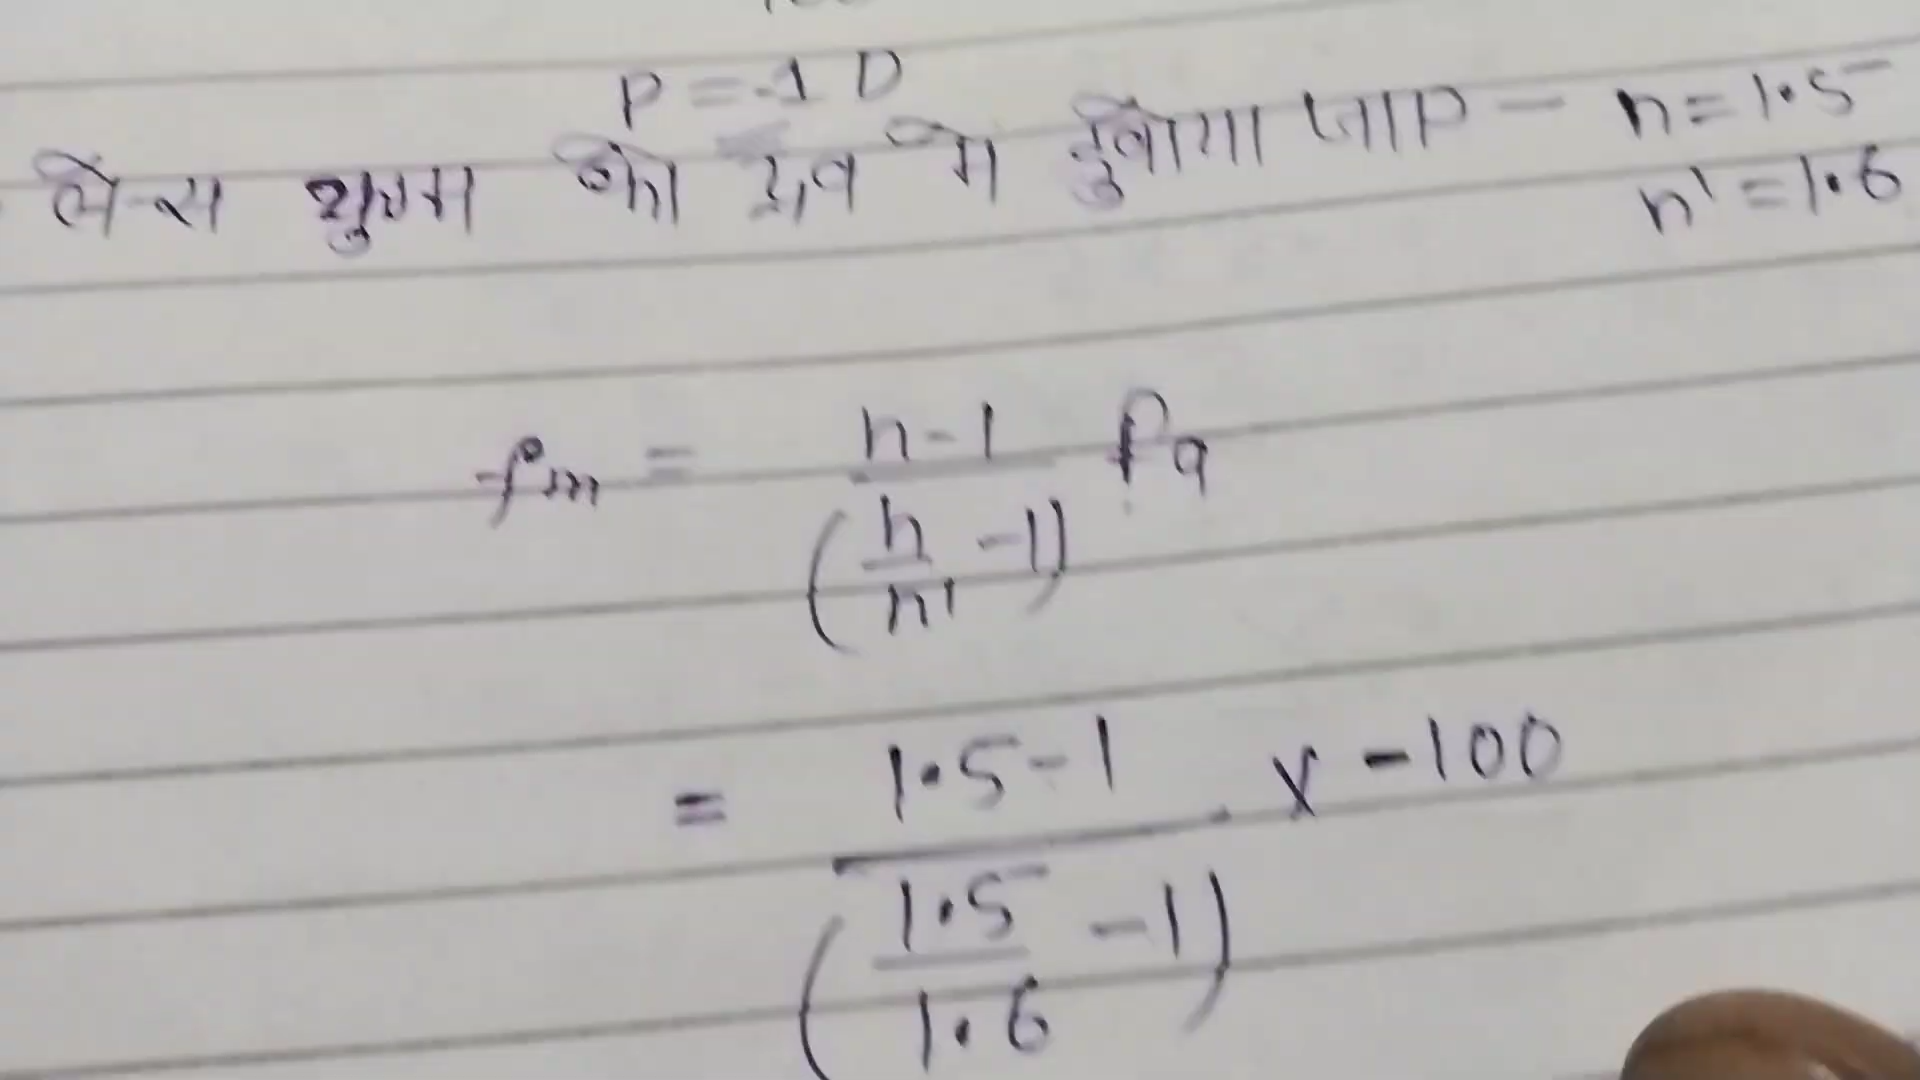 P = -1 D
लेन्स युग्म को द्रव मे डुबोया जाए — n = 1.5
n' = 1.6
fm = n-1 / (n/n' -1) fa
= 1.5-1 / (1.5/1.6 -1) x -100